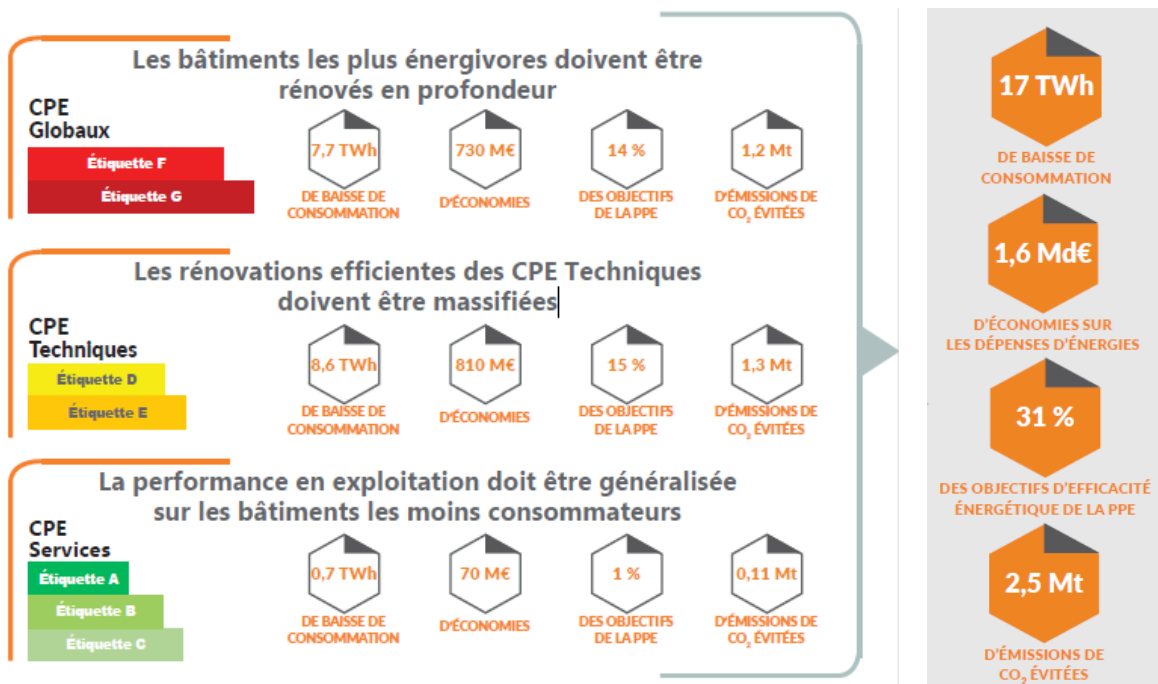 Les bâtiments les plus énergivores doivent être
rénovés en profondeur
CPE
Globaux
Étiquette F
Étiquette G
7,7 TWh
DE BAISSE DE
CONSOMMATION
730 M€
D'ÉCONOMIES
14 %
DES OBJECTIFS
DE LA PPE
1,2 Mt
D'ÉMISSIONS DE
CO₂ ÉVITÉES
Les rénovations efficientes des CPE Techniques
doivent être massifiées
CPE
Techniques
Étiquette D
Étiquette E
8,6 TWh
DE BAISSE DE
CONSOMMATION
810 M€
D'ÉCONOMIES
15 %
DES OBJECTIFS
DE LA PPE
1,3 Mt
D'ÉMISSIONS DE
CO₂ ÉVITÉES
La performance en exploitation doit être généralisée
sur les bâtiments les moins consommateurs
CPE
Services
Étiquette A
Étiquette B
Étiquette C
0,7 TWh
DE BAISSE DE
CONSOMMATION
70 M€
D'ÉCONOMIES
1 %
DES OBJECTIFS
DE LA PPE
0,11 Mt
D'ÉMISSIONS DE
CO₂ ÉVITÉES
17 TWh
DE BAISSE DE
CONSOMMATION
1,6 Md€
D'ÉCONOMIES SUR
LES DÉPENSES D'ÉNERGIES
31 %
DES OBJECTIFS D'EFFICACITÉ
ÉNERGÉTIQUE DE LA PPE
2,5 Mt
D'ÉMISSIONS DE
CO₂ ÉVITÉES